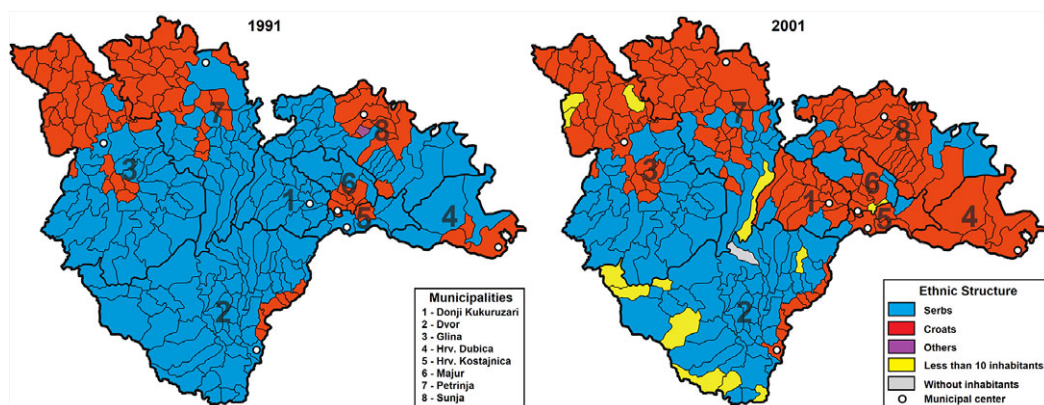 1991
7
8
3
6
1
5
4
2
Municipalities
1 - Donji Kukuruzari
2 - Dvor
3 - Glina
4 - Hrv. Dubica
5 - Hrv. Kostajnica
6 - Majur
7 - Petrinja
8 - Sunja
2001
7
8
3
6
1
5
4
2
Ethnic Structure
Serbs
Croats
Others
Less than 10 inhabitants
Without inhabitants
Municipal center